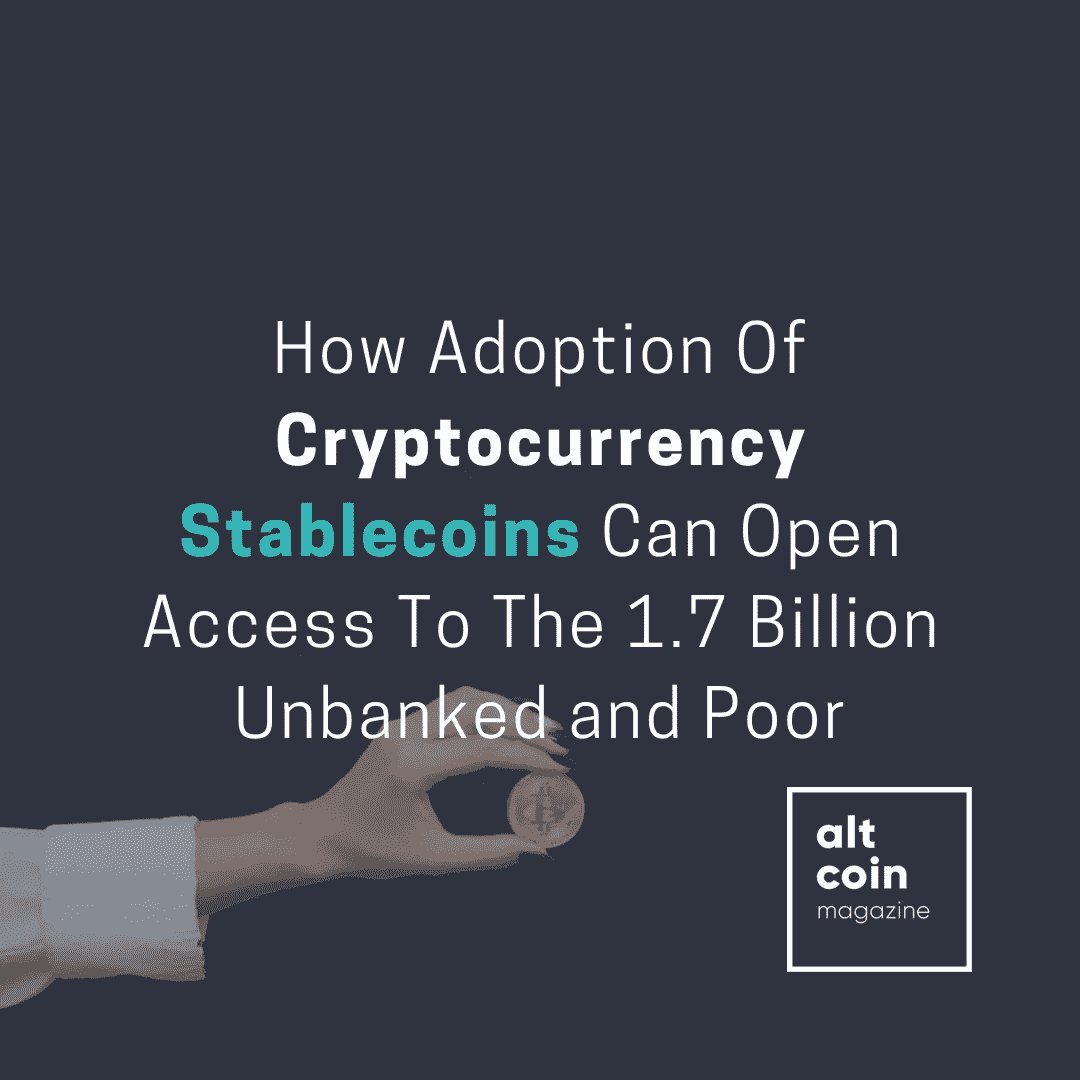 How Adoption Of
Cryptocurrency
Stablecoins Can Open
Access To The 1.7 Billion
Unbanked and Poor
alt
coin
magazine